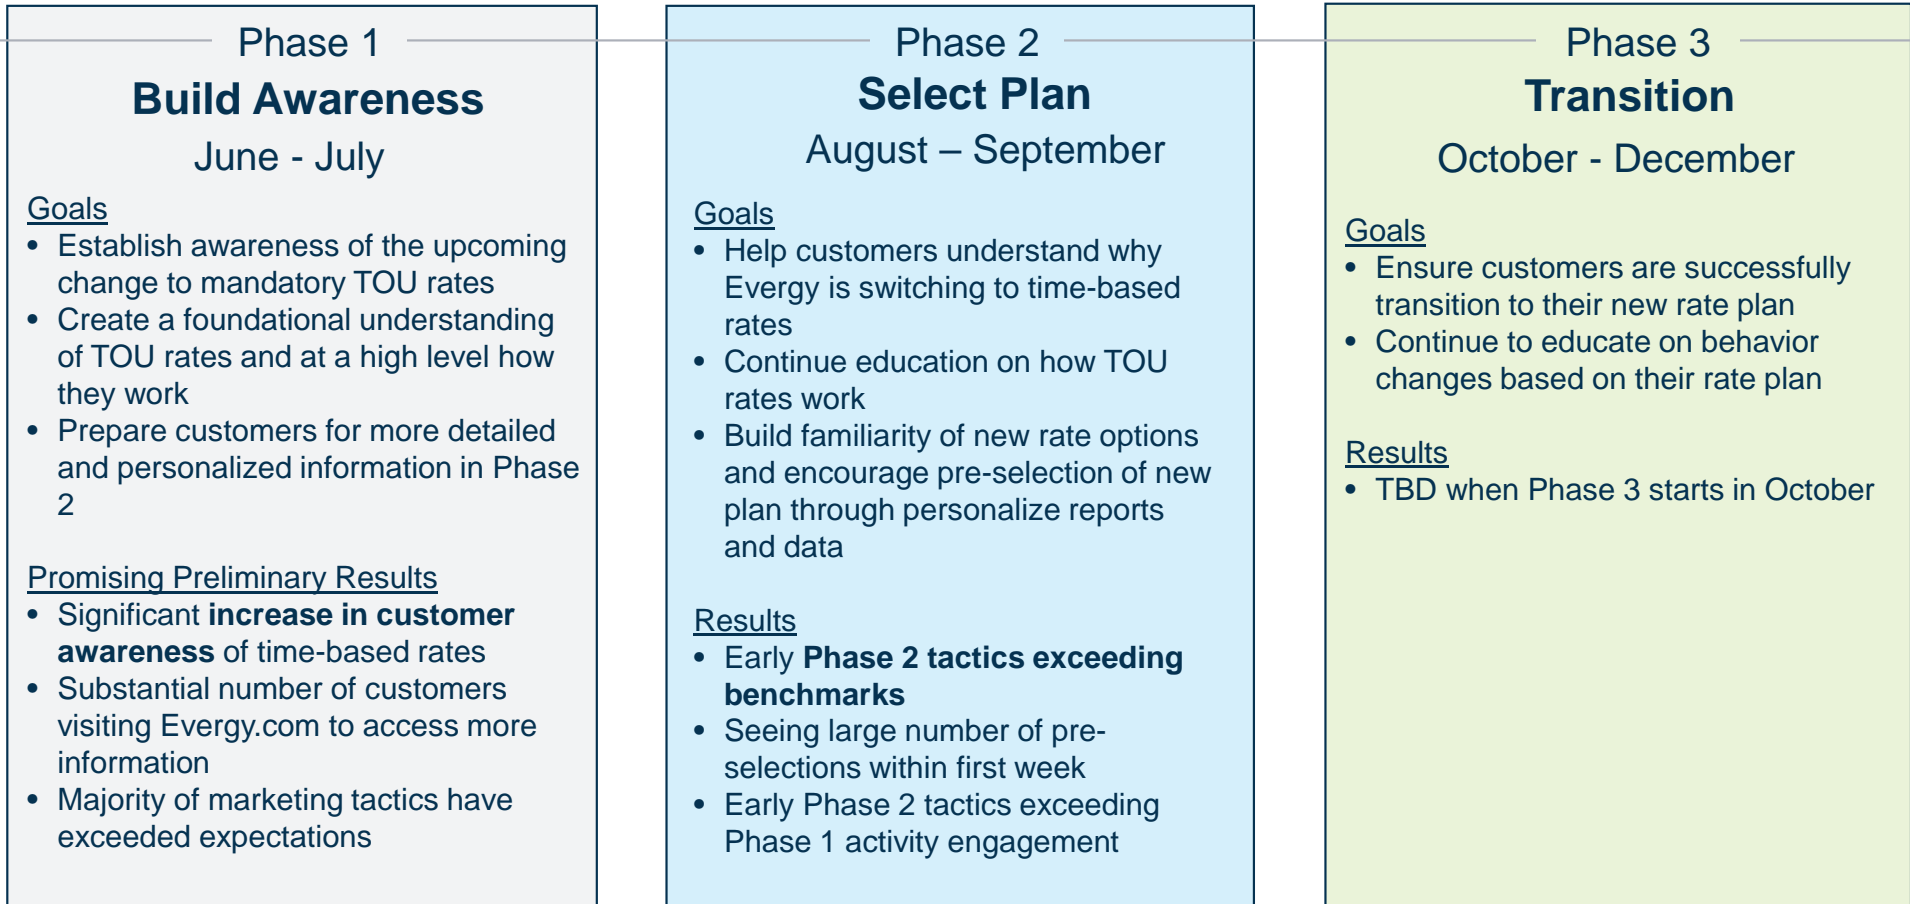 Phase 1
Build Awareness
June - July
Goals
• Establish awareness of the upcoming
change to mandatory TOU rates
• Create a foundational understanding
of TOU rates and at a high level how
they work
• Prepare customers for more detailed
and personalized information in Phase
2
Promising Preliminary Results
• Significant increase in customer
awareness of time-based rates
• Substantial number of customers
visiting Evergy.com to access more
information
• Majority of marketing tactics have
exceeded expectations
Phase 2
Select Plan
August – September
Goals
• Help customers understand why
Evergy is switching to time-based
rates
• Continue education on how TOU
rates work
• Build familiarity of new rate options
and encourage pre-selection of new
plan through personalize reports
and data
Results
• Early Phase 2 tactics exceeding
benchmarks
• Seeing large number of pre-
selections within first week
• Early Phase 2 tactics exceeding
Phase 1 activity engagement
Phase 3
Transition
October - December
Goals
• Ensure customers are successfully
transition to their new rate plan
• Continue to educate on behavior
changes based on their rate plan
Results
• TBD when Phase 3 starts in October